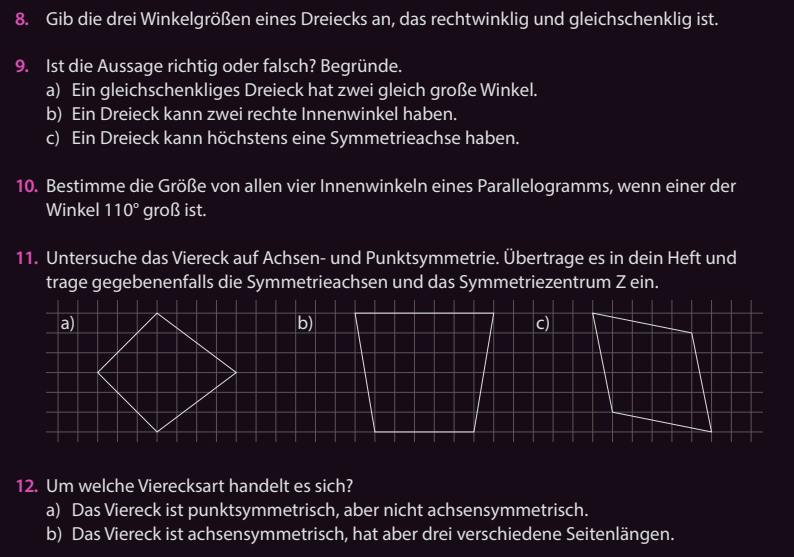 8. Gib die drei Winkelgrößen eines Dreiecks an, das rechtwinklig und gleichschenklig ist.
9. Ist die Aussage richtig oder falsch? Begründe.
a) Ein gleichschenkliges Dreieck hat zwei gleich große Winkel.
b) Ein Dreieck kann zwei rechte Innenwinkel haben.
c) Ein Dreieck kann höchstens eine Symmetrieachse haben.
10. Bestimme die Größe von allen vier Innenwinkeln eines Parallelogramms, wenn einer der
Winkel 110° groß ist.
11. Untersuche das Viereck auf Achsen- und Punktsymmetrie. Übertrage es in dein Heft und
trage gegebenenfalls die Symmetrieachsen und das Symmetriezentrum Z ein.
a) b) c)
12. Um welche Vierecksart handelt es sich?
a) Das Viereck ist punktsymmetrisch, aber nicht achsensymmetrisch.
b) Das Viereck ist achsensymmetrisch, hat aber drei verschiedene Seitenlängen.